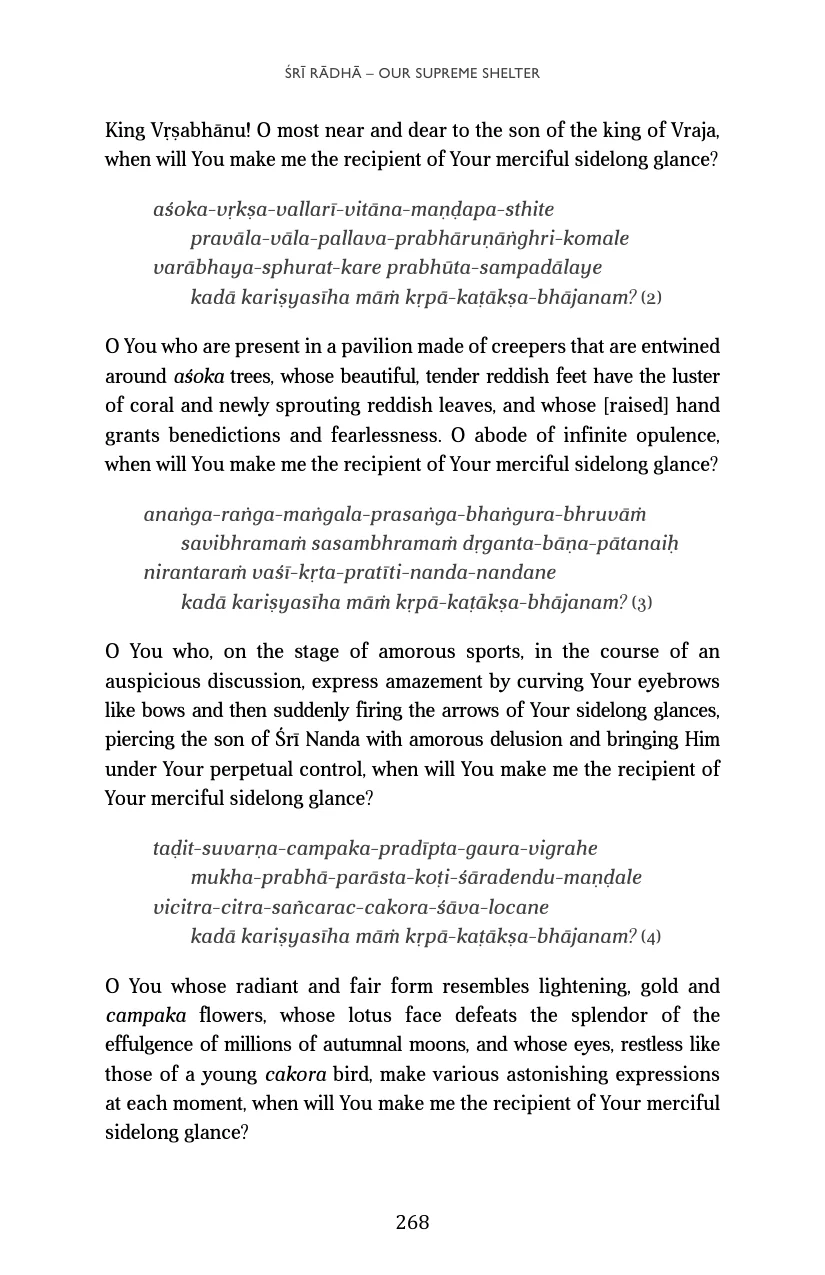 ŚRĪ RĀDHĀ – OUR SUPREME SHELTER
King Vṛṣabhānu! O most near and dear to the son of the king of Vraja,
when will You make me the recipient of Your merciful sidelong glance?
aśoka-vṛkṣa-vallarī-vitāna-maṇḍapa-sthite
pravāla-vāla-pallava-prabhāruṇāṅghri-komale
varābhaya-sphurat-kare prabhūta-sampadālaye
kadā kariṣyasīha māṁ kṛpā-kaṭākṣa-bhājanam? (2)
O You who are present in a pavilion made of creepers that are entwined
around aśoka trees, whose beautiful, tender reddish feet have the luster
of coral and newly sprouting reddish leaves, and whose [raised] hand
grants benedictions and fearlessness. O abode of infinite opulence,
when will You make me the recipient of Your merciful sidelong glance?
anaṅga-raṅga-maṅgala-prasaṅga-bhaṅgura-bhruvāṁ
savibhramaṁ sasambhramaṁ dṛganta-bāṇa-pātanaiḥ
nirantaraṁ vaśī-kṛta-pratīti-nanda-nandane
kadā kariṣyasīha māṁ kṛpā-kaṭākṣa-bhājanam? (3)
O You who, on the stage of amorous sports, in the course of an
auspicious discussion, express amazement by curving Your eyebrows
like bows and then suddenly firing the arrows of Your sidelong glances,
piercing the son of Śrī Nanda with amorous delusion and bringing Him
under Your perpetual control, when will You make me the recipient of
Your merciful sidelong glance?
taḍit-suvarṇa-campaka-pradīpta-gaura-vigrahe
mukha-prabhā-parāsta-koṭi-śāradendu-maṇḍale
vicitra-citra-sañcarac-cakora-śāva-locane
kadā kariṣyasīha māṁ kṛpā-kaṭākṣa-bhājanam? (4)
O You whose radiant and fair form resembles lightening, gold and
campaka flowers, whose lotus face defeats the splendor of the
effulgence of millions of autumnal moons, and whose eyes, restless like
those of a young cakora bird, make various astonishing expressions
at each moment, when will You make me the recipient of Your merciful
sidelong glance?
268